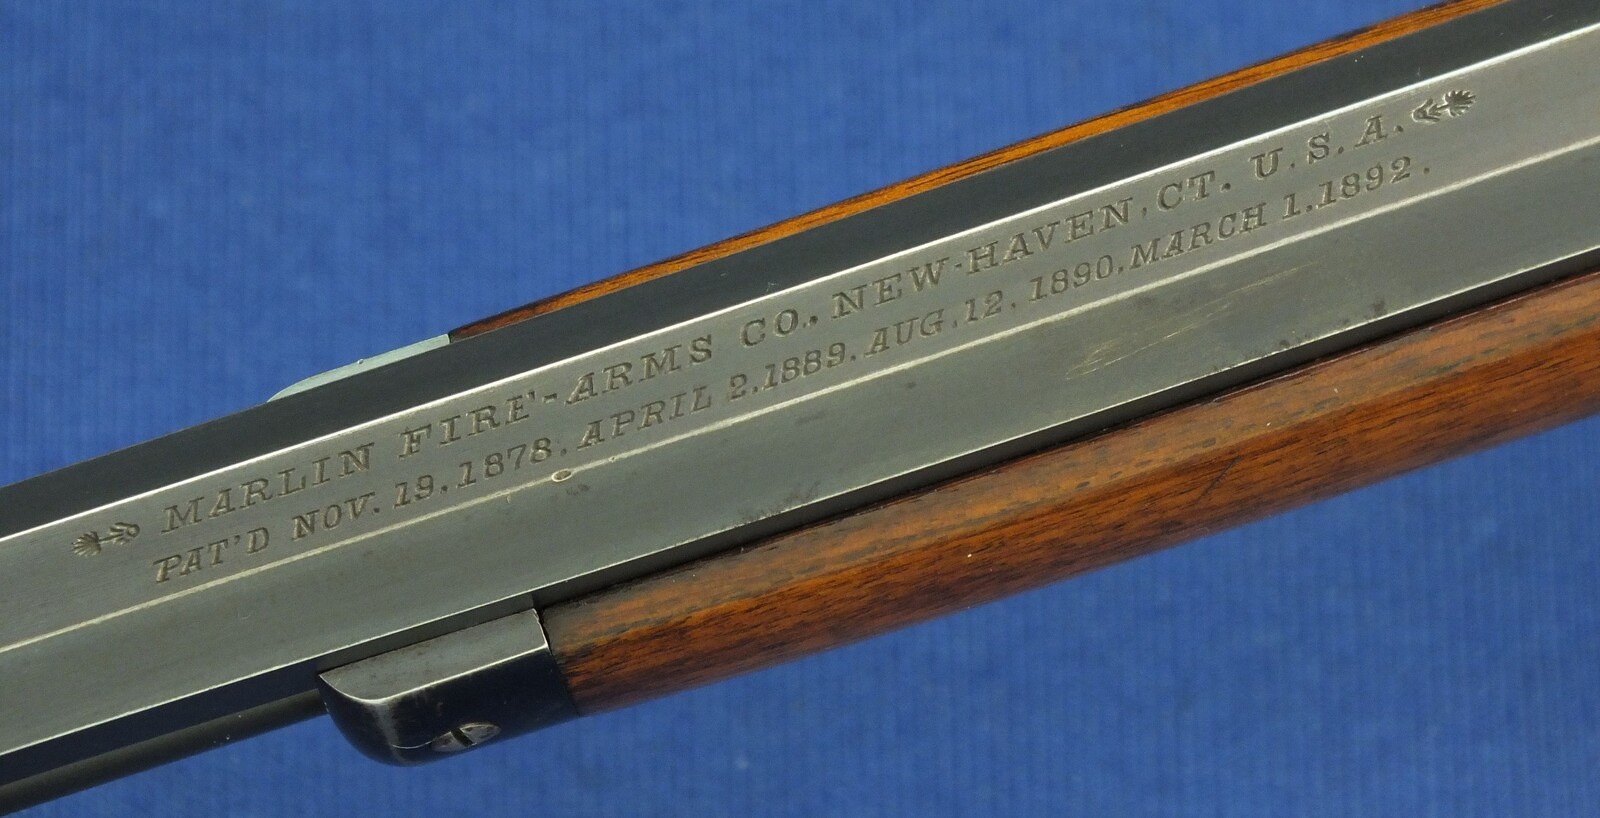 MARLIN FIRE-ARMS CO. NEW-HAVEN, CT. U.S.A.
PAT'D NOV. 19. 1878. APRIL 2. 1889. AUG. 12. 1890. MARCH 1. 1892.